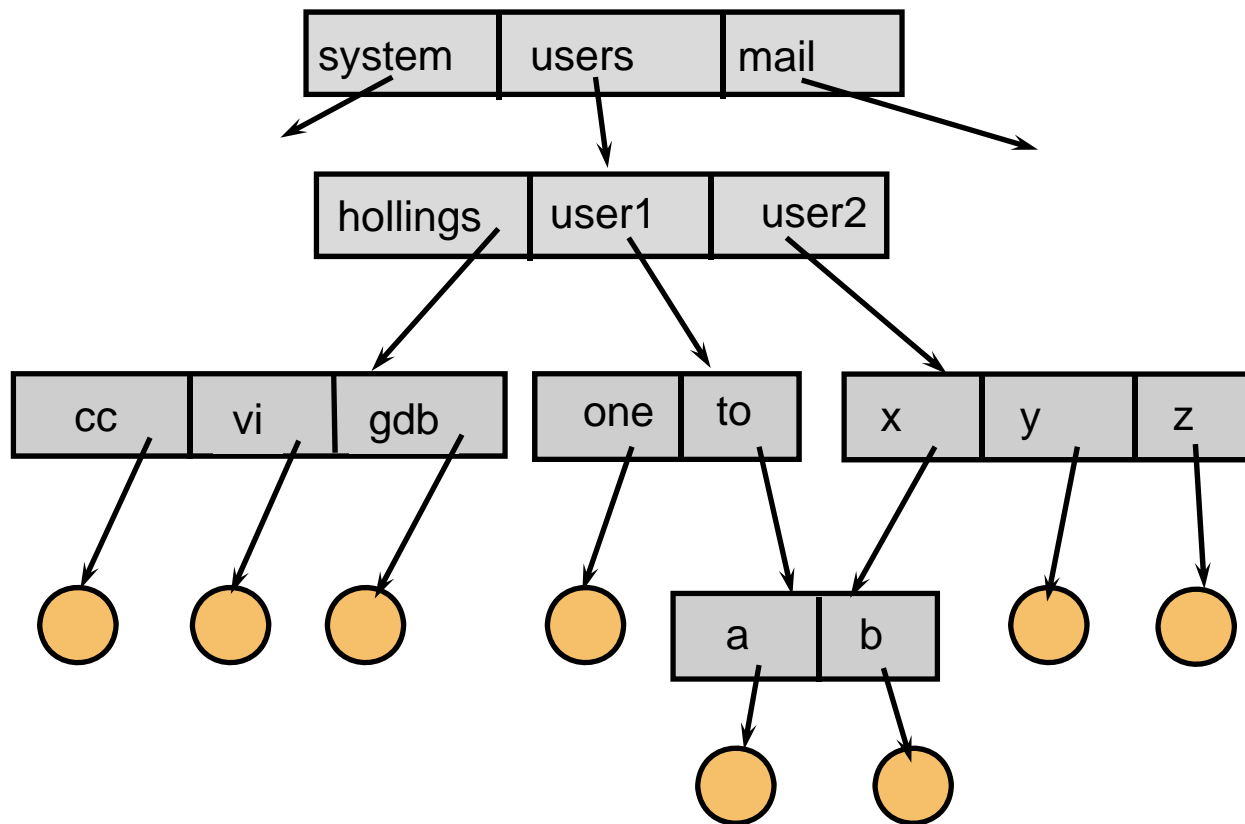 system users mail
hollings user1 user2
cc vi gdb one to x y z
a b